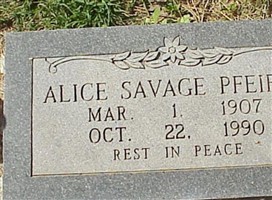 ALICE SAVAGE PFEIF
MAR. 1. 1907
OCT. 22. 1990
REST IN PEACE